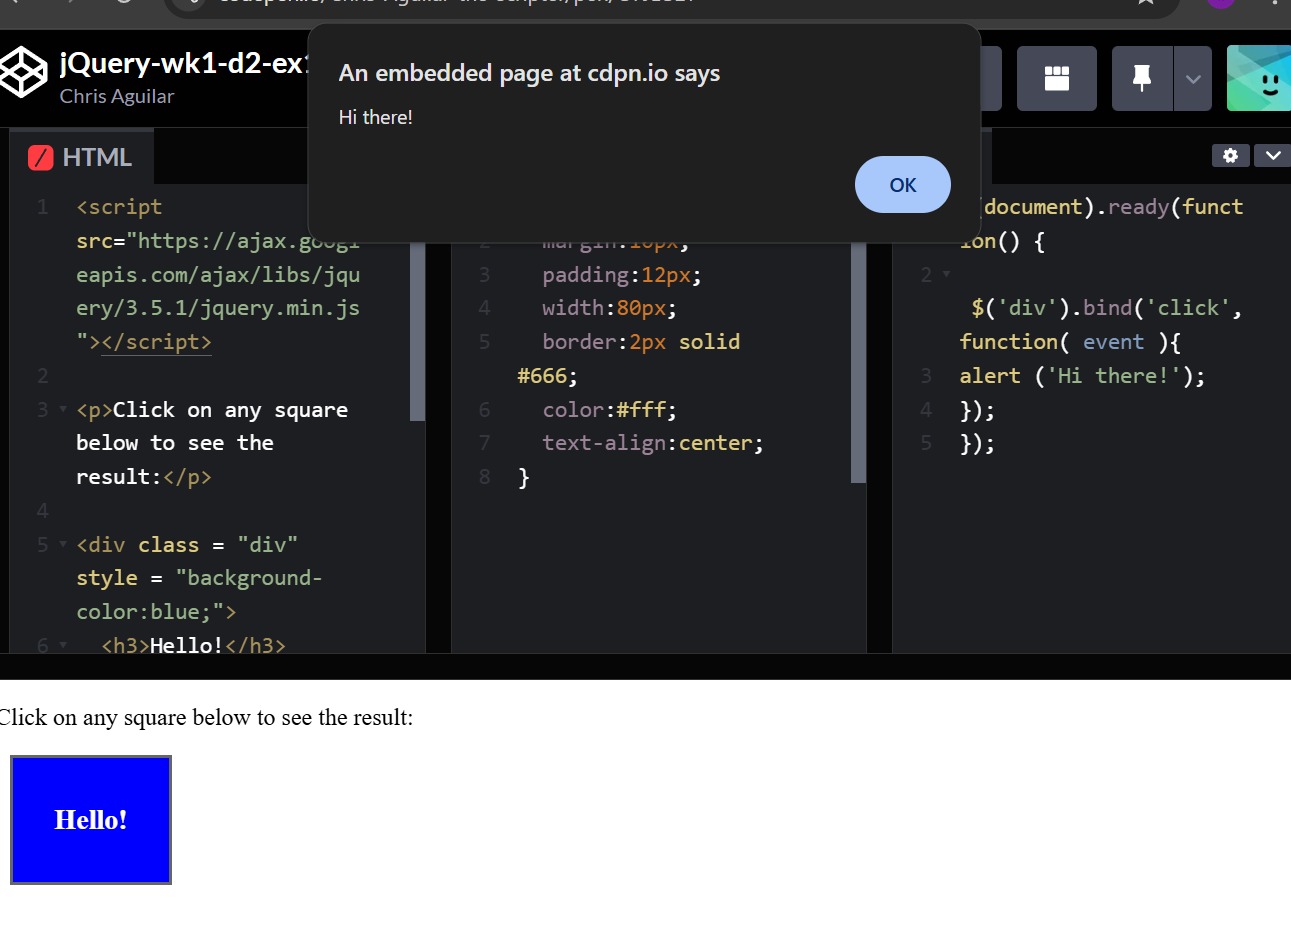 jQuery-wk1-d2-ex
Chris Aguilar
An embedded page at cdpn.io says
Hi there!
OK
HTML
1 <script
src="https://ajax.googl
eapis.com/ajax/libs/jqu
ery/3.5.1/jquery.min.js
"></script>
2
3 <p>Click on any square
below to see the
result:</p>
4
5 <div class = "div"
style = "background-
color:blue;">
6 <h3>Hello!</h3>
2 margin:10px;
3 padding:12px;
4 width:80px;
5 border:2px solid
#666;
6 color:#fff;
7 text-align:center;
8 }
(document).ready(funct
ion() {
2
$('div').bind('click',
function( event ){
3 alert ('Hi there!');
4 });
5 });
Click on any square below to see the result:
Hello!